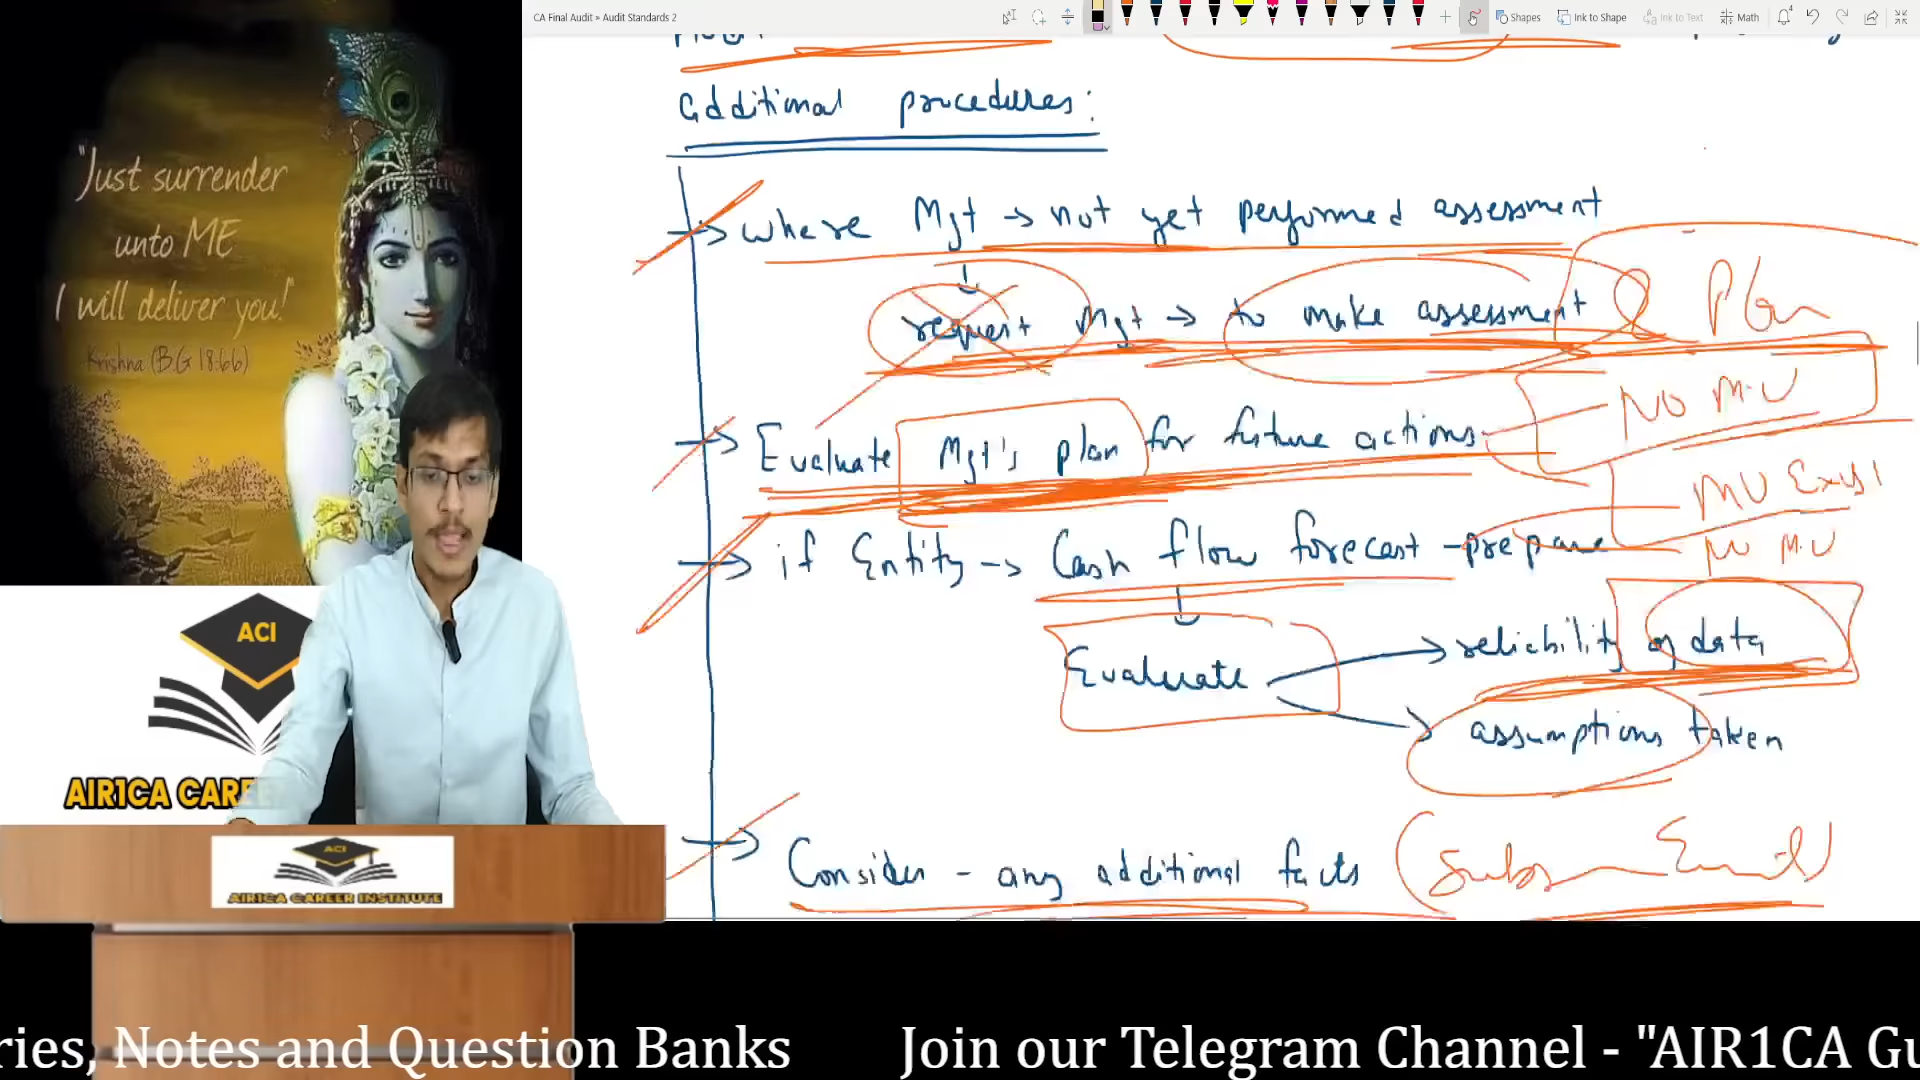 CA Final Audit » Audit Standards 2
Shapes
Ink to Shape
Ink to Text
Math
additional procedures:
"Just surrender
unto ME
I will deliver you!"
Krishna (B.G 18:66)
→ where Mgt → not yet performed assessment
request Mgt → to make assessment & Plan
NO M.U
→ Evaluate Mgt's plan for future actions
MU Exist
→ if Entity → Cash flow forecast - prepare
NO M.U
Evaluate → reliability of data
→ assumptions taken
→ Consider - any additional facts
ACI
AIR1CA CARE
ACI
AIR1CA CAREER INSTITUTE
ries, Notes and Question Banks Join our Telegram Channel - "AIR1CA Gu